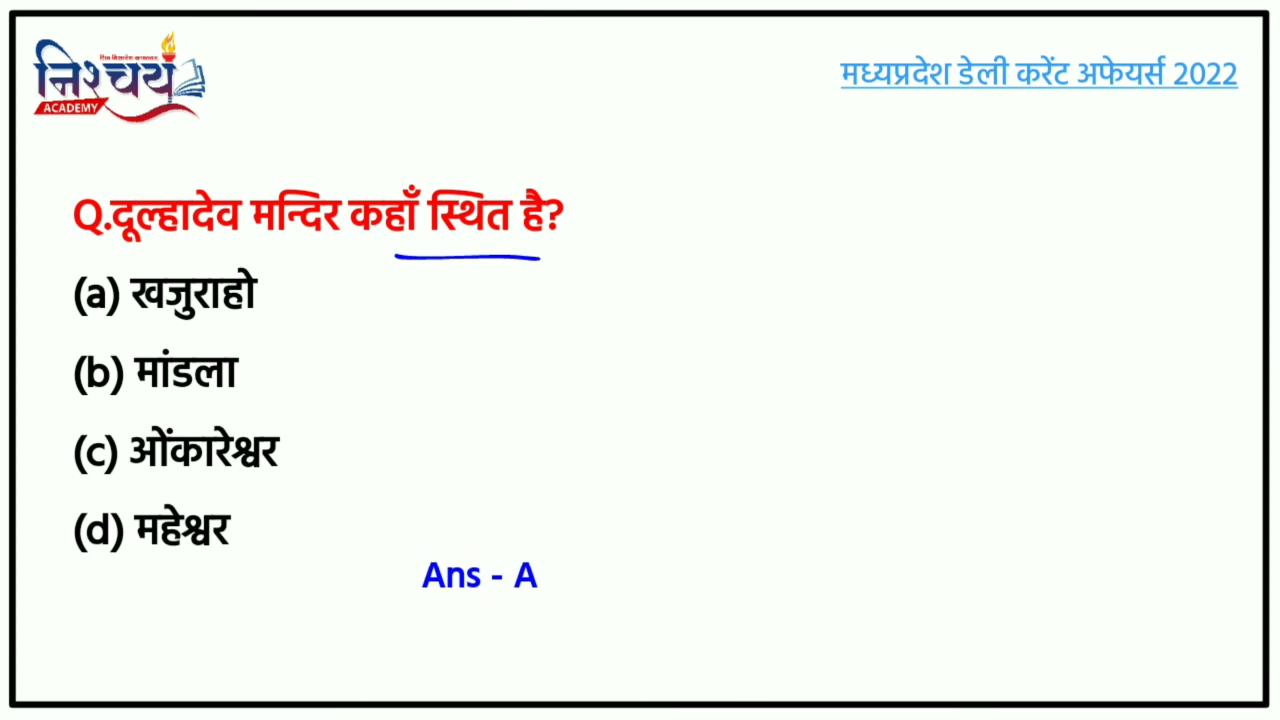 निश्चय
ACADEMY
मध्यप्रदेश डेली करेंट अफेयर्स 2022
Q.दूल्हादेव मन्दिर कहाँ स्थित है?
(a) खजुराहो
(b) मांडला
(c) ओंकारेश्वर
(d) महेश्वर
Ans - A